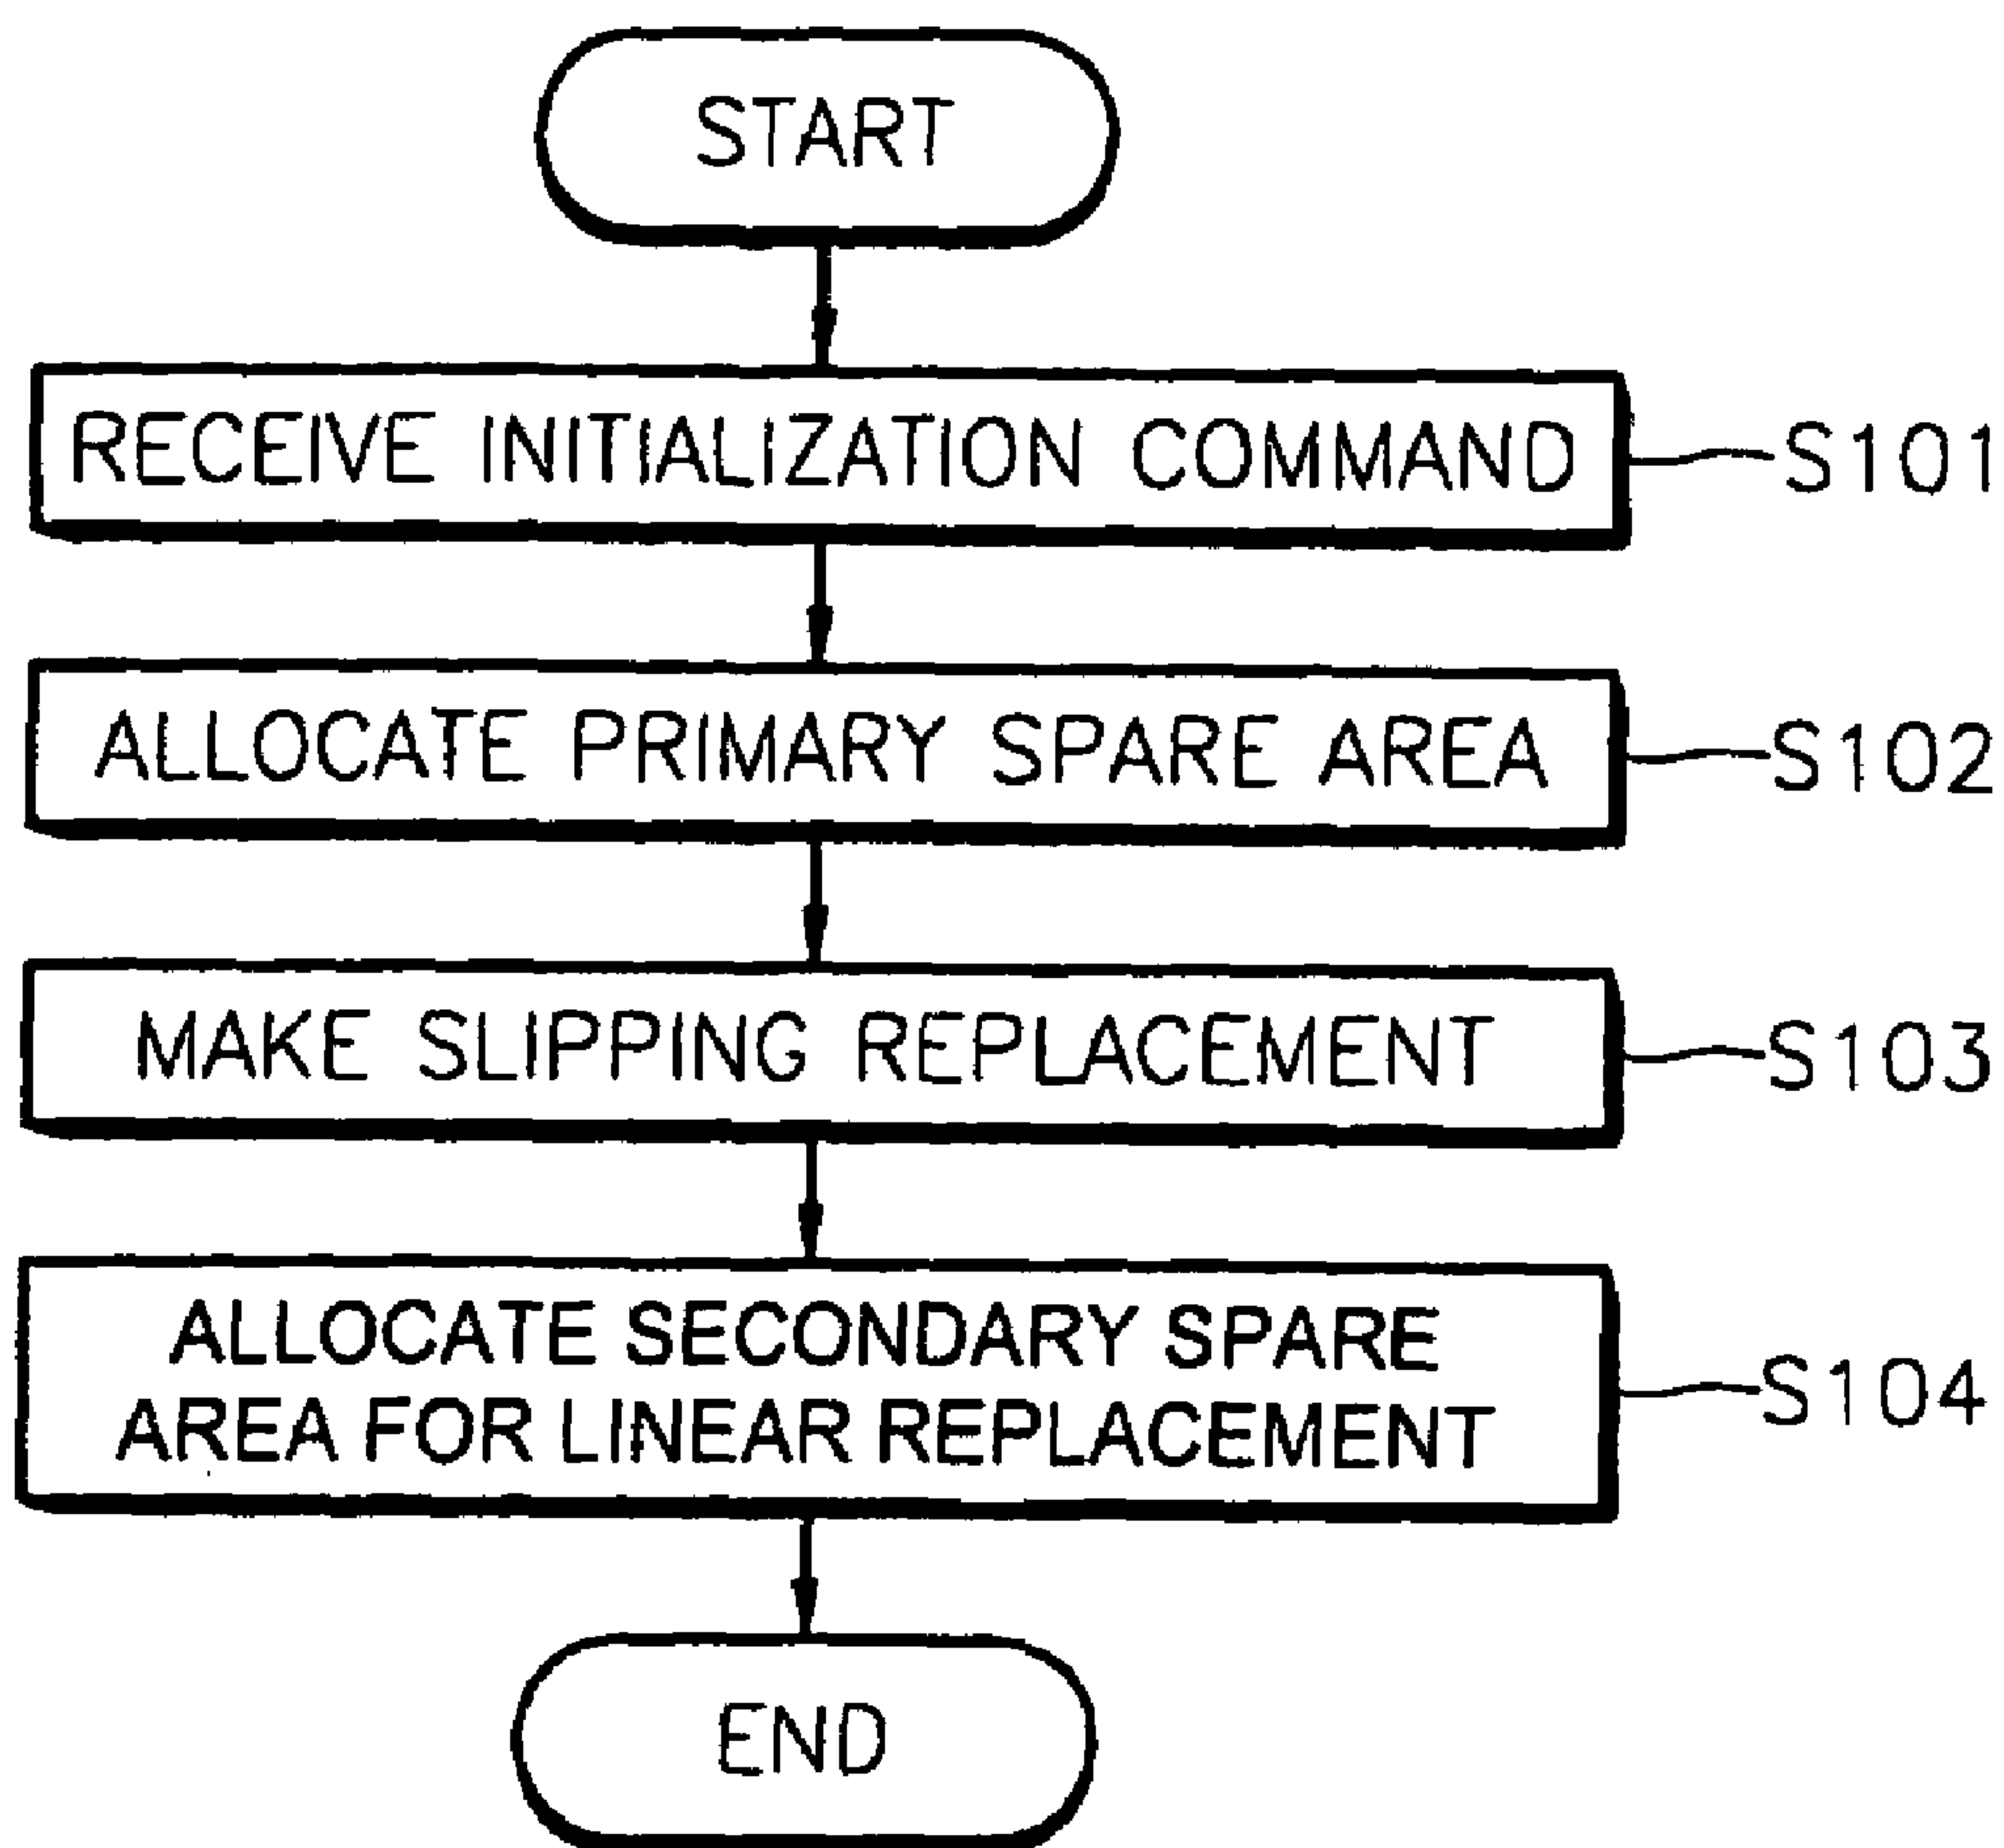 START
RECEIVE INITIALIZATION COMMAND
S101
ALLOCATE PRIMARY SPARE AREA
S102
MAKE SLIPPING REPLACEMENT
S103
ALLOCATE SECONDARY SPARE
AREA FOR LINEAR REPLACEMENT
S104
END